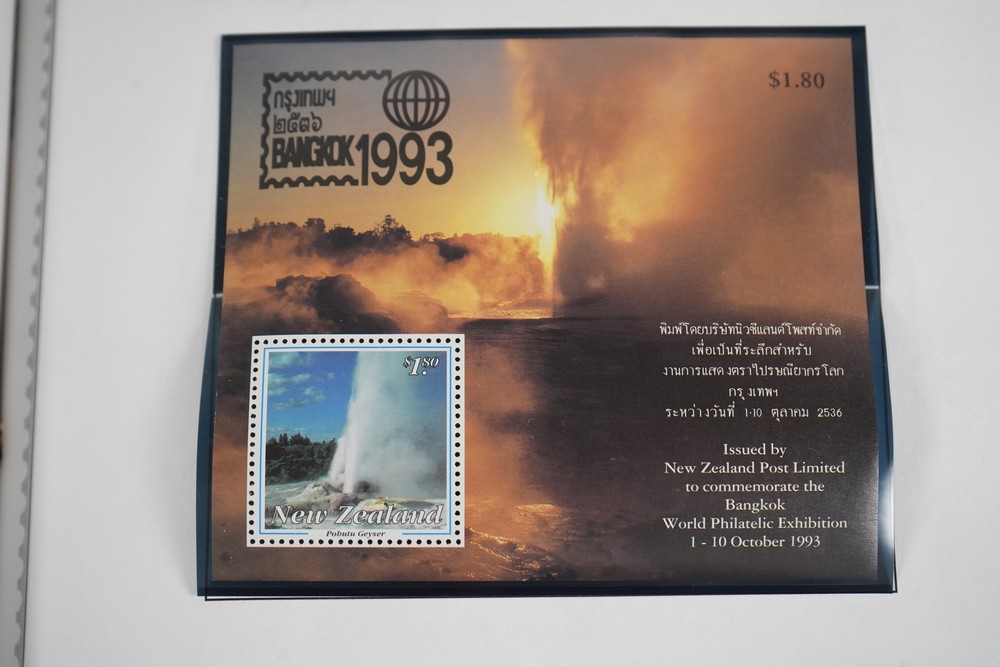 กรุงเทพฯ
๒๕๓๖
BANGKOK 1993
$1.80
พิมพ์โดยบริษัทนิวซีแลนด์โพสท์จำกัด
เพื่อเป็นที่ระลึกสำหรับ
งานการแสดงตราไปรษณียากรโลก
กรุงเทพฯ
ระหว่างวันที่ 1-10 ตุลาคม 2536
Issued by
New Zealand Post Limited
to commemorate the
Bangkok
World Philatelic Exhibition
1 - 10 October 1993
$1.80
New Zealand
Pohutu Geyser